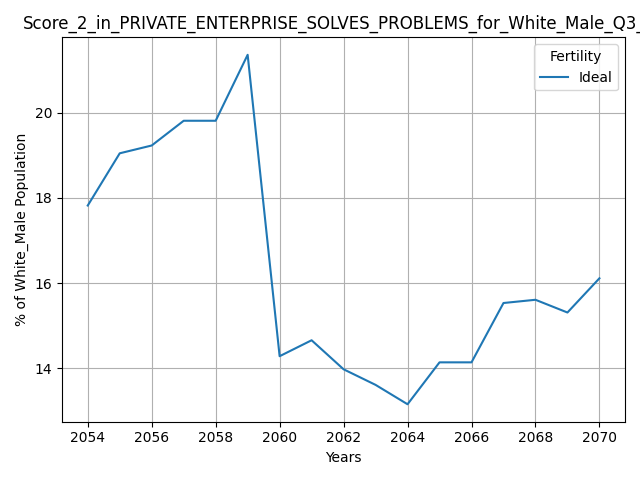 Score_2_in_PRIVATE_ENTERPRISE_SOLVES_PROBLEMS_for_White_Male_Q3_
Fertility
Ideal
% of White_Male Population
20
18
16
14
2054 2056 2058 2060 2062 2064 2066 2068 2070
Years